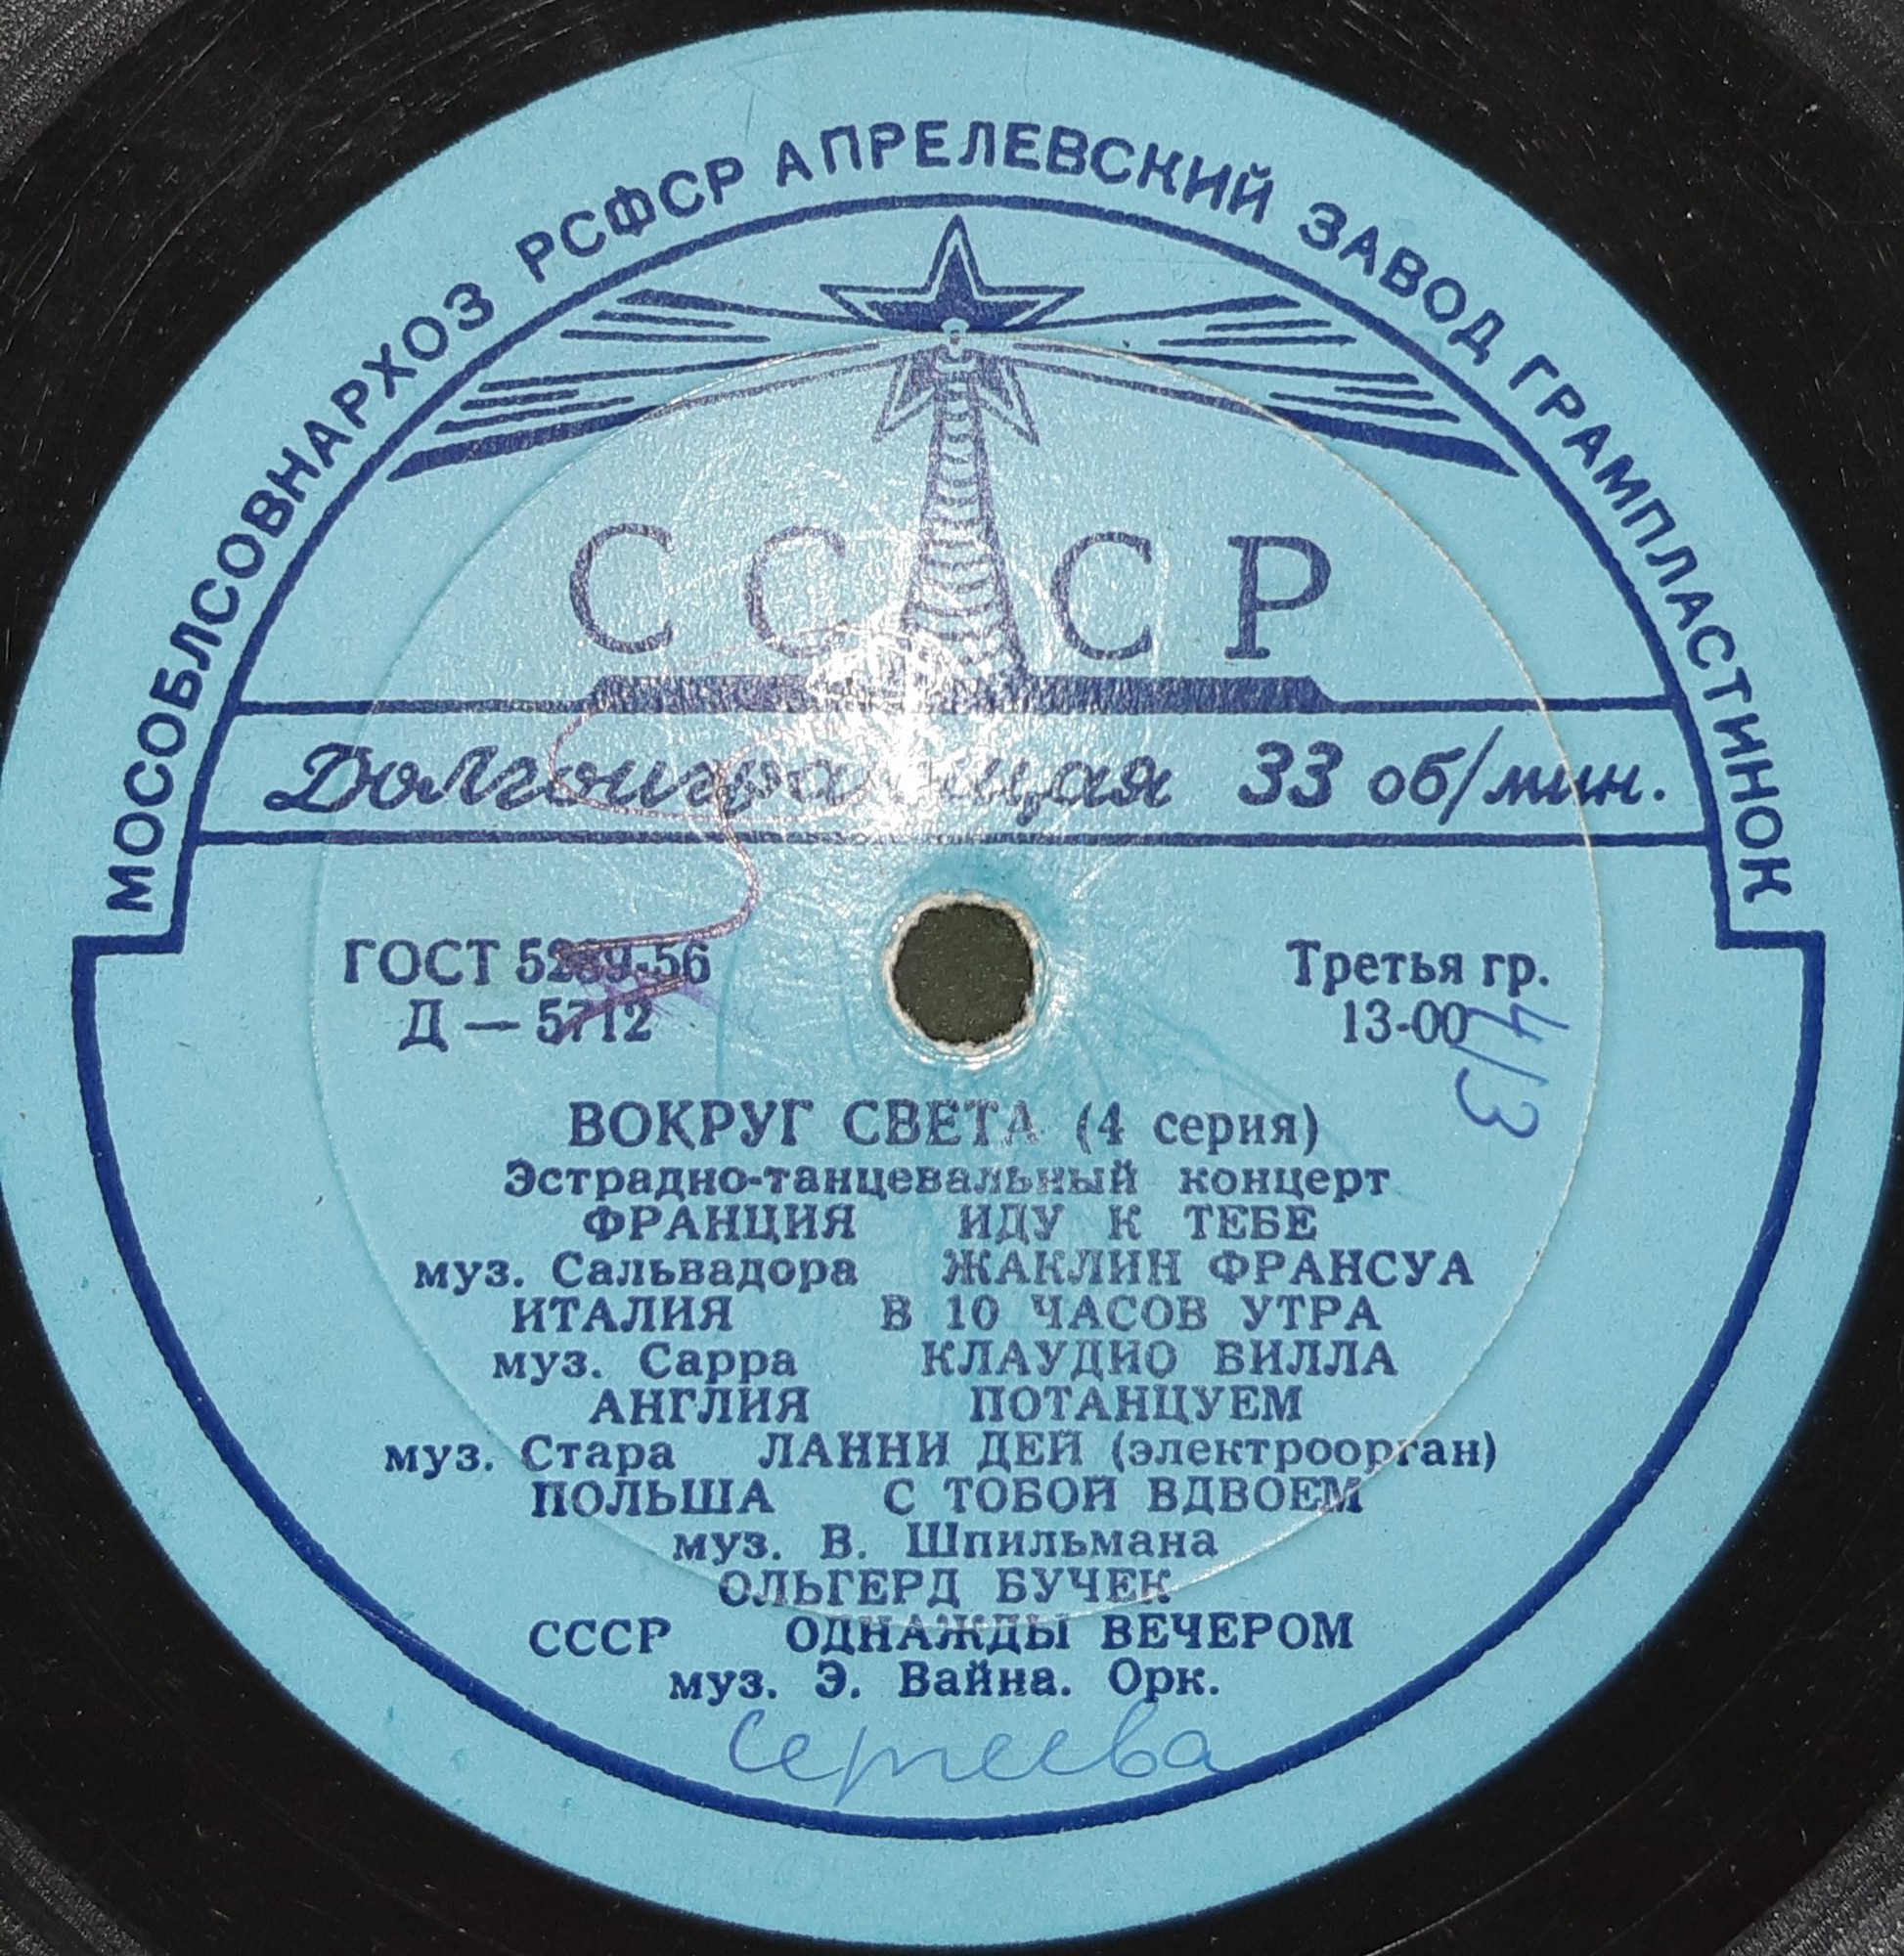 МОСОБЛСОВНАРХОЗ РСФСР АПРЕЛЕВСКИЙ ЗАВОД ГРАМПЛАСТИНОК
СССР
Долгоиграющая 33 об/мин.
ГОСТ 5289-56
Д — 5712
Третья гр.
13-00
4/3
ВОКРУГ СВЕТА (4 серия)
Эстрадно-танцевальный концерт
ФРАНЦИЯ ИДУ К ТЕБЕ
муз. Сальвадора ЖАКЛИН ФРАНСУА
ИТАЛИЯ В 10 ЧАСОВ УТРА
муз. Сарра КЛАУДИО ВИЛЛА
АНГЛИЯ ПОТАНЦУЕМ
муз. Стара ЛАННИ ДЕЙ (электроорган)
ПОЛЬША С ТОБОЙ ВДВОЕМ
муз. В. Шпильмана
ОЛЬГЕРД БУЧЕК
СССР ОДНАЖДЫ ВЕЧЕРОМ
муз. Э. Вайна. Орк.
Сергеева